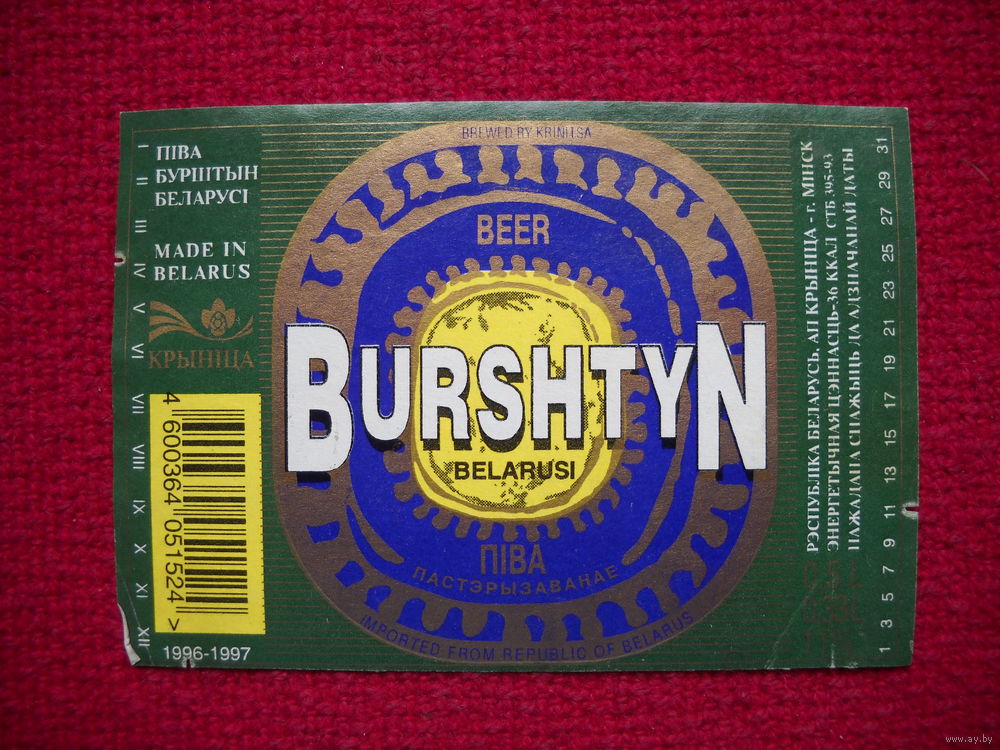 I
II
III
IV
V
VI
VII
VIII
IX
X
XI
XII
ПІВА
БУРШТЫН
БЕЛАРУСІ
MADE IN
BELARUS
КРЫНІЦА
4 600364 051524 >
1996-1997
BREWED BY KRINITSA
BEER
BURSHTYN
BELARUSI
ПІВА
ПАСТЭРЫЗАВАНАЕ
IMPORTED FROM REPUBLIC OF BELARUS
РЭСПУБЛІКА БЕЛАРУСЬ, АП КРЫНІЦА - г. МІНСК
ЭНЕРГЕТЫЧНАЯ ЦЭННАСЦЬ-36 ККАЛ СТБ 395-93
ПАЖАДАНА СПАЖЫЦЬ ДА АДЗНАЧАНАЙ ДАТЫ
1 3 5 7 9 11 13 15 17 19 21 23 25 27 29 31
www.ay.by